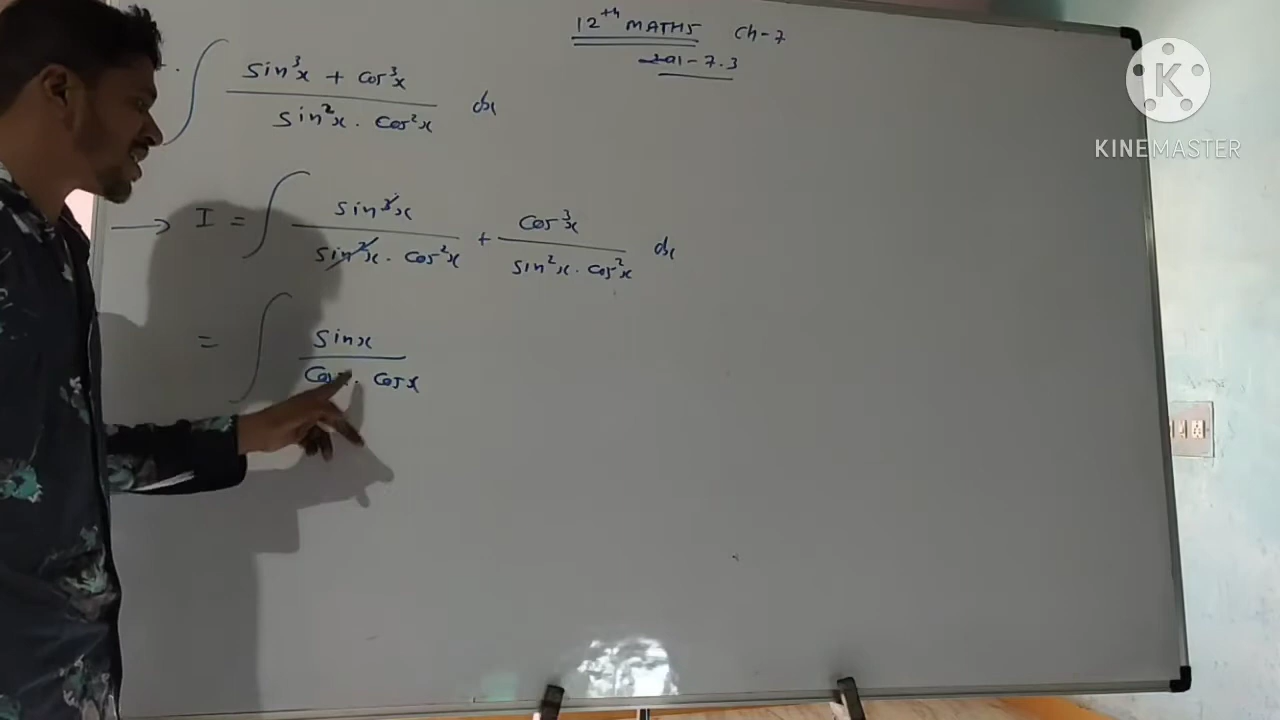 12th MATHS Ch-7
7.3
∫ sin³x + cos³x / sin²x . cos²x dx
→ I = ∫ sin³x / sin²x . cos²x + cos³x / sin²x . cos²x dx
= ∫ sinx / cosx . cosx
K
KINEMASTER